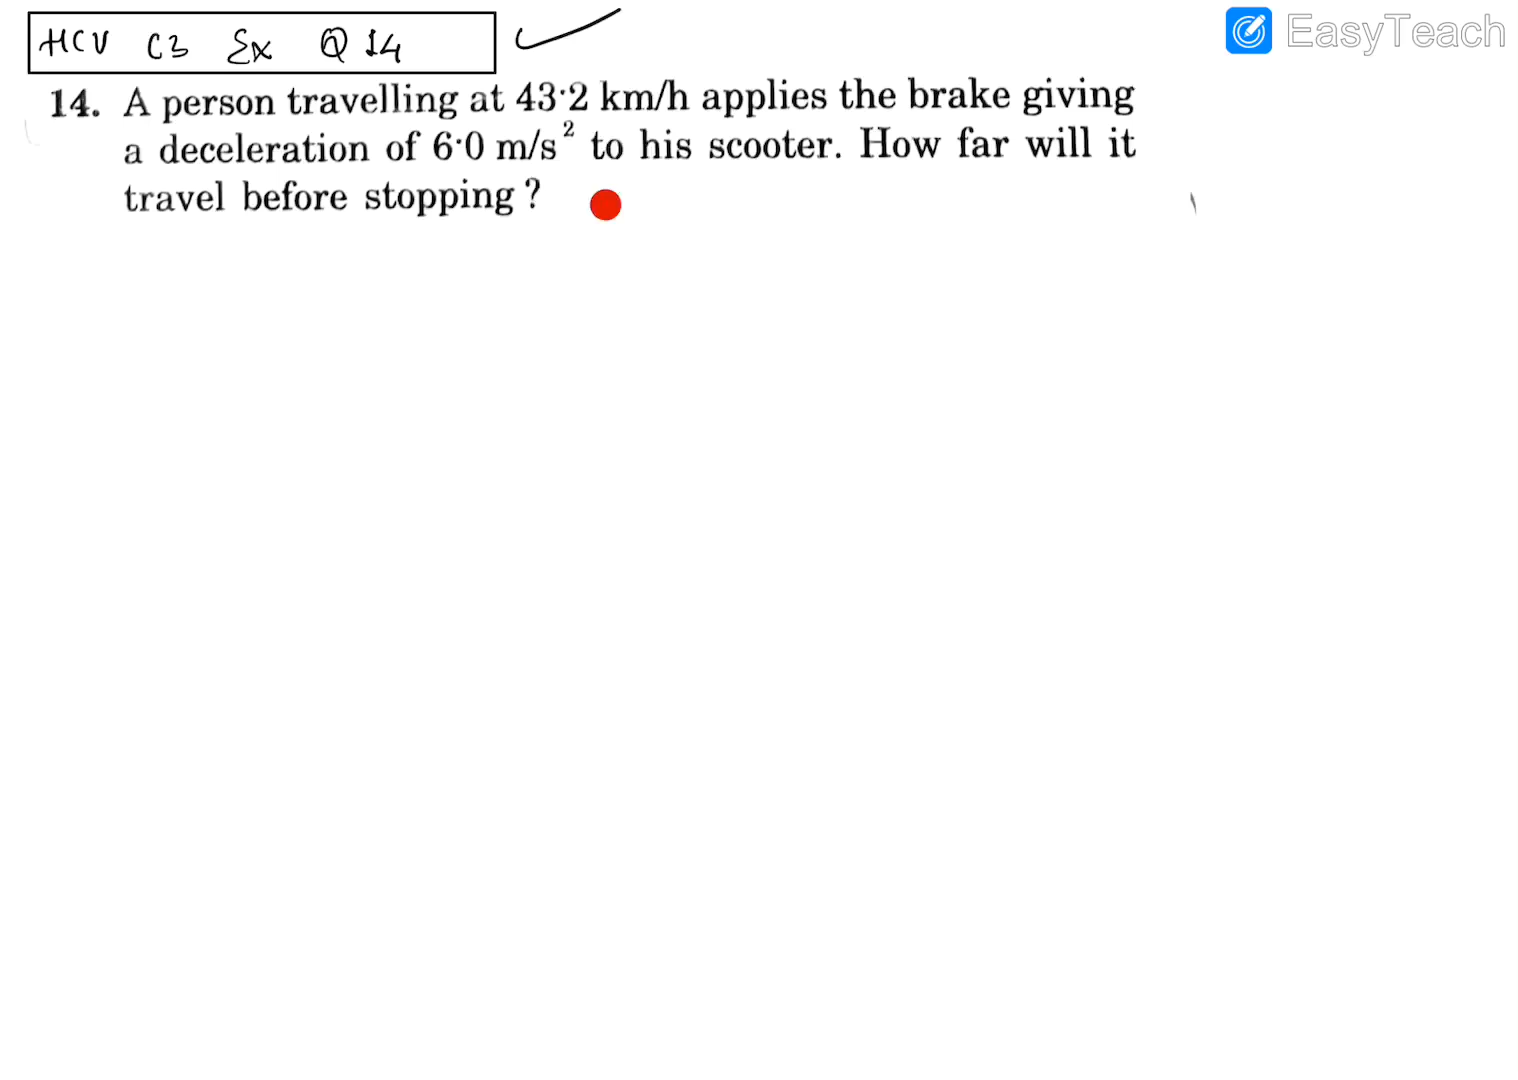 HCV C3 Ex Q 14
EasyTeach
14. A person travelling at 43·2 km/h applies the brake giving
a deceleration of 6·0 m/s² to his scooter. How far will it
travel before stopping ?